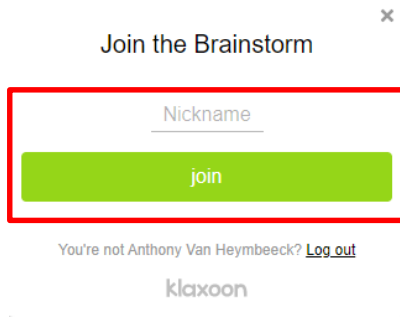 Join the Brainstorm
Nickname
join
You're not Anthony Van Heymbeeck? Log out
klaxoon